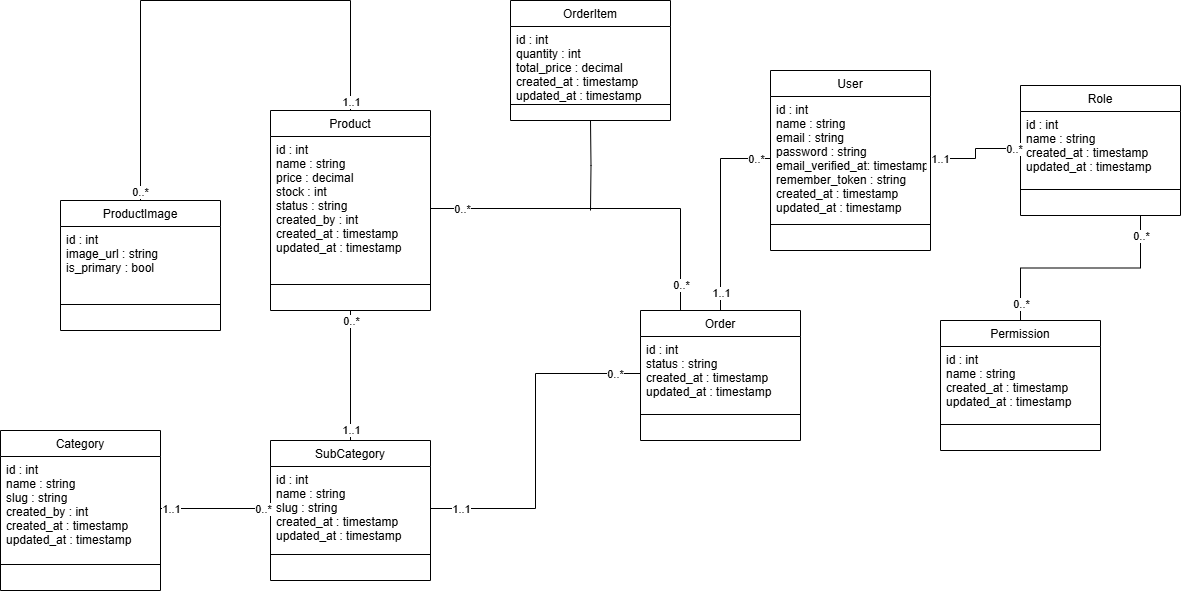 OrderItem
id : int
quantity : int
total_price : decimal
created_at : timestamp
updated_at : timestamp
User
id : int
name : string
email : string
password : string
email_verified_at: timestamp
remember_token : string
created_at : timestamp
updated_at : timestamp
Role
id : int
name : string
created_at : timestamp
updated_at : timestamp
1..1
0..*
0..*
1..1
Product
id : int
name : string
price : decimal
stock : int
status : string
created_by : int
created_at : timestamp
updated_at : timestamp
0..*
ProductImage
id : int
image_url : string
is_primary : bool
0..*
0..*
0..*
1..1
0..*
0..*
Order
id : int
status : string
created_at : timestamp
updated_at : timestamp
Permission
id : int
name : string
created_at : timestamp
updated_at : timestamp
0..*
0..*
1..1
Category
id : int
name : string
slug : string
created_by : int
created_at : timestamp
updated_at : timestamp
1..1
0..*
SubCategory
id : int
name : string
slug : string
created_at : timestamp
updated_at : timestamp
1..1